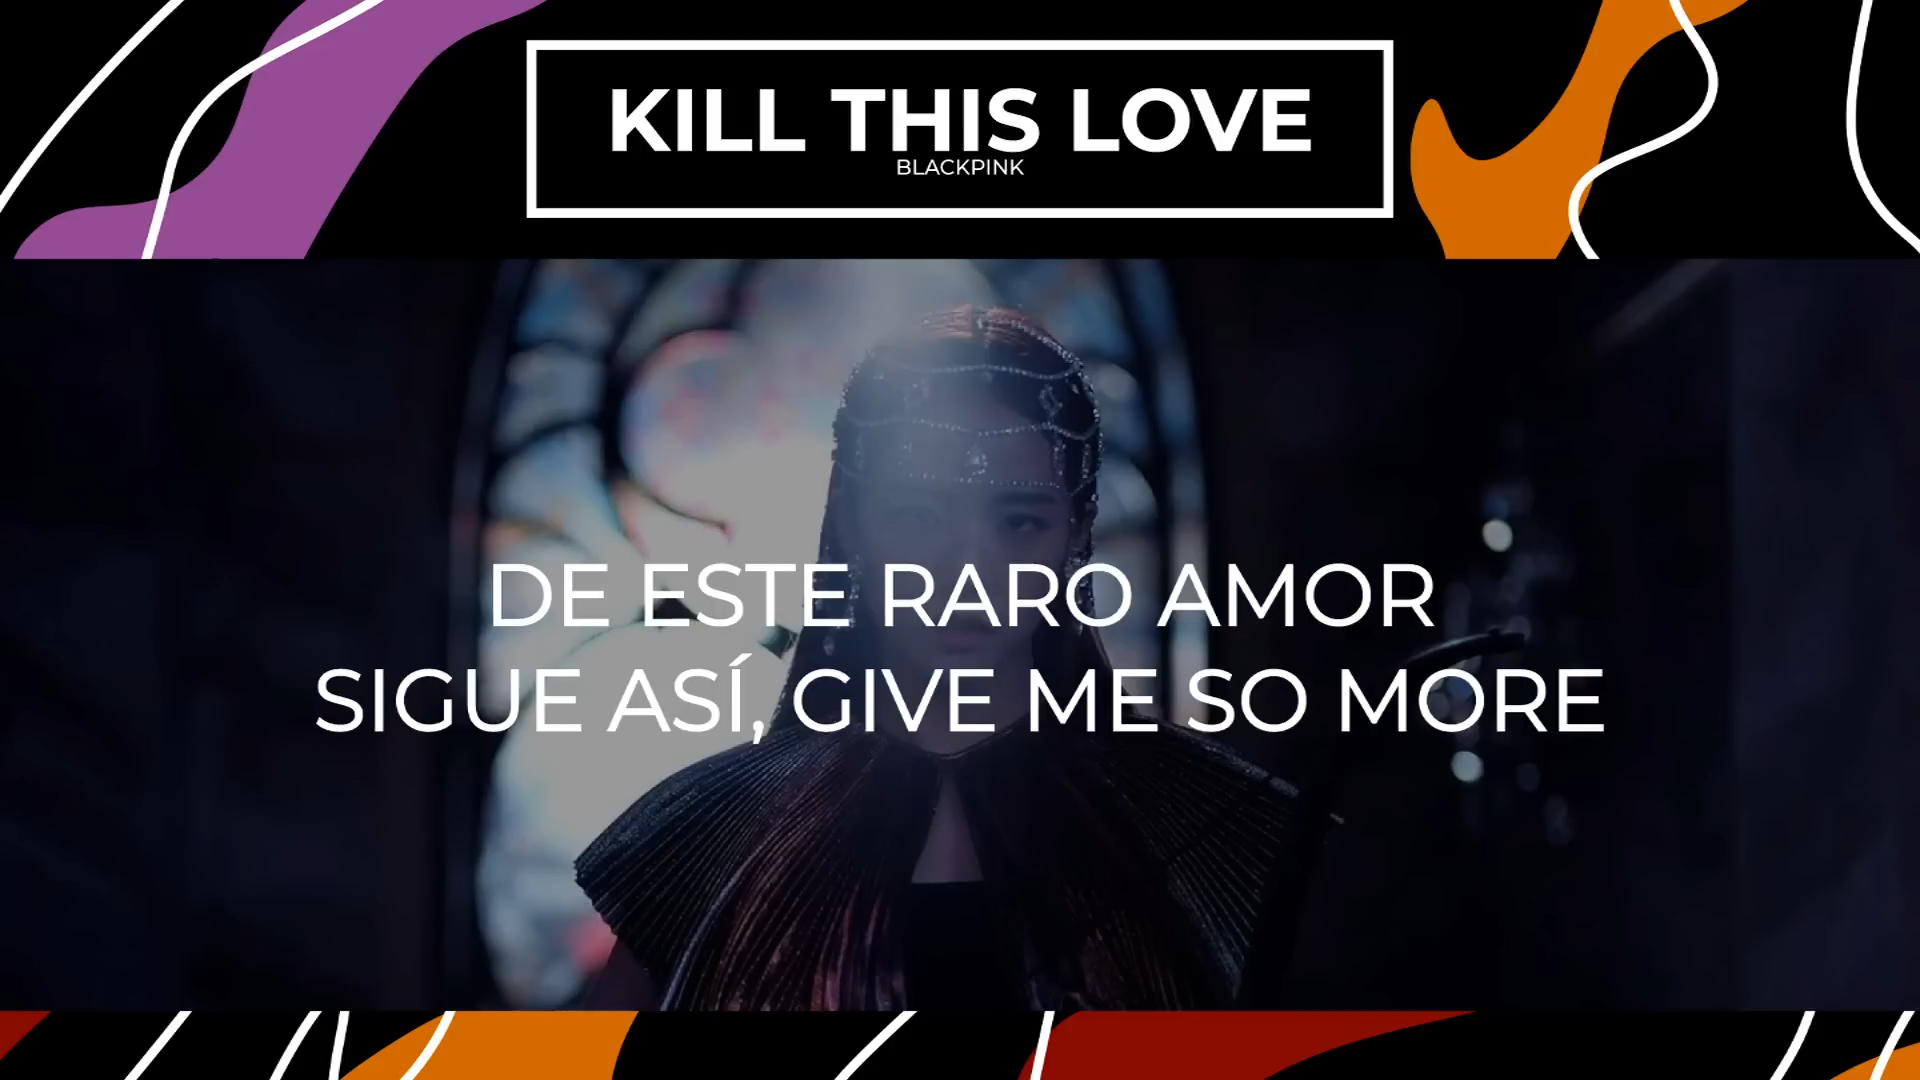 KILL THIS LOVE
BLACKPINK
DE ESTE RARO AMOR
SIGUE ASÍ, GIVE ME SO MORE